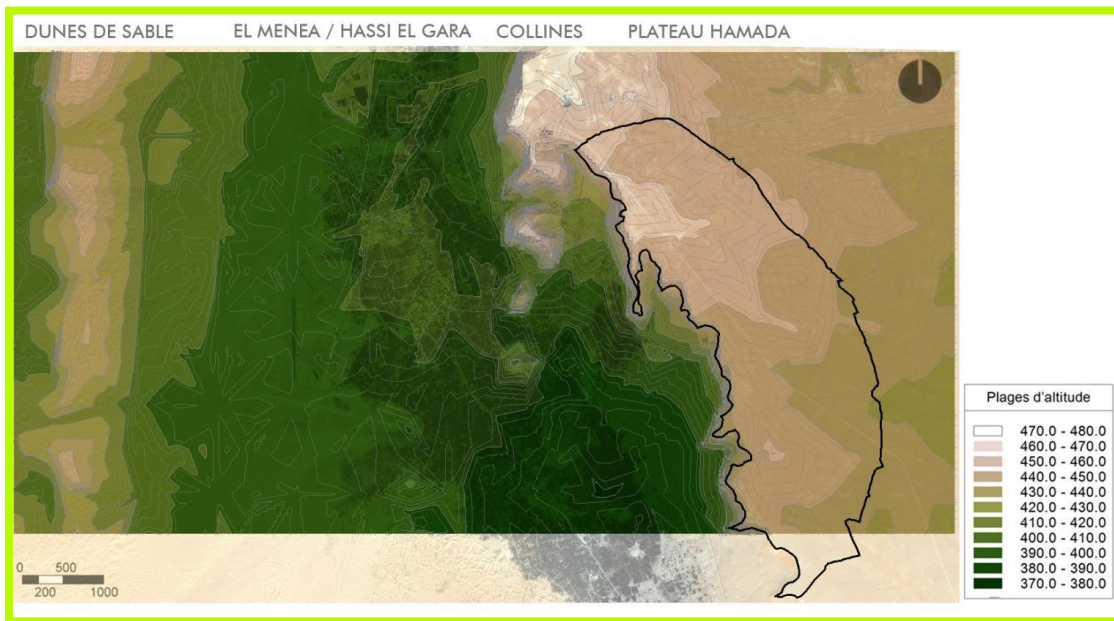 DUNES DE SABLE EL MENEA / HASSI EL GARA COLLINES PLATEAU HAMADA
Plages d'altitude
470.0 - 480.0
460.0 - 470.0
450.0 - 460.0
440.0 - 450.0
430.0 - 440.0
420.0 - 430.0
410.0 - 420.0
400.0 - 410.0
390.0 - 400.0
380.0 - 390.0
370.0 - 380.0
0 500
200 1000